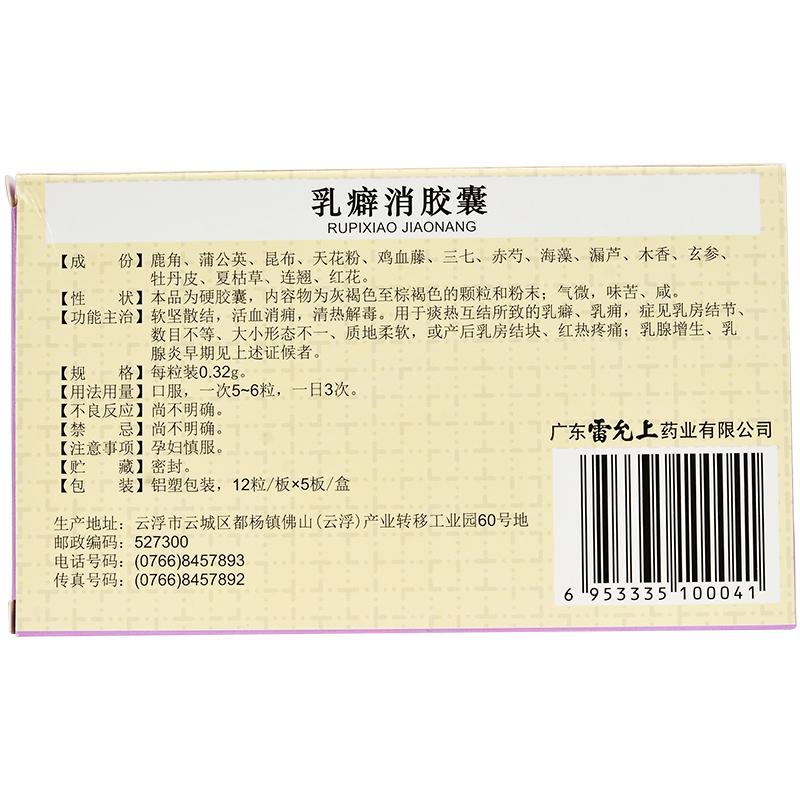 乳癖消胶囊
RUPIXIAO JIAONANG
【成 份】鹿角、蒲公英、昆布、天花粉、鸡血藤、三七、赤芍、海藻、漏芦、木香、玄参、
牡丹皮、夏枯草、连翘、红花。
【性 状】本品为硬胶囊，内容物为灰褐色至棕褐色的颗粒和粉末；气微，味苦、咸。
【功能主治】软坚散结，活血消痈，清热解毒。用于痰热互结所致的乳癖、乳痈，症见乳房结节、
数目不等、大小形态不一、质地柔软，或产后乳房结块、红热疼痛；乳腺增生、乳
腺炎早期见上述证候者。
【规 格】每粒装0.32g。
【用法用量】口服，一次5~6粒，一日3次。
【不良反应】尚不明确。
【禁 忌】尚不明确。
【注意事项】孕妇慎服。
【贮 藏】密封。
【包 装】铝塑包装，12粒/板×5板/盒
生产地址：云浮市云城区都杨镇佛山(云浮)产业转移工业园60号地
邮政编码：527300
电话号码：(0766)8457893
传真号码：(0766)8457892
广东雷允上药业有限公司
6 953335 100041